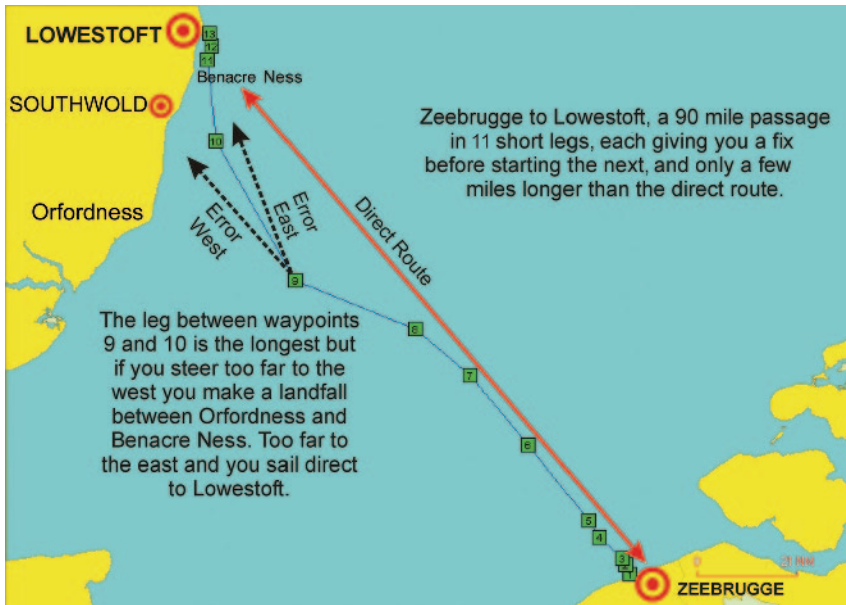 LOWESTOFT
13
12
11
Benacre Ness
SOUTHWOLD
10
Orfordness
Error
West
Error
East
Direct Route
Zeebrugge to Lowestoft, a 90 mile passage
in 11 short legs, each giving you a fix
before starting the next, and only a few
miles longer than the direct route.
9
8
7
6
5
4
3
1
The leg between waypoints
9 and 10 is the longest but
if you steer too far to the
west you make a landfall
between Orfordness and
Benacre Ness. Too far to
the east and you sail direct
to Lowestoft.
0
ZEEBRUGGE